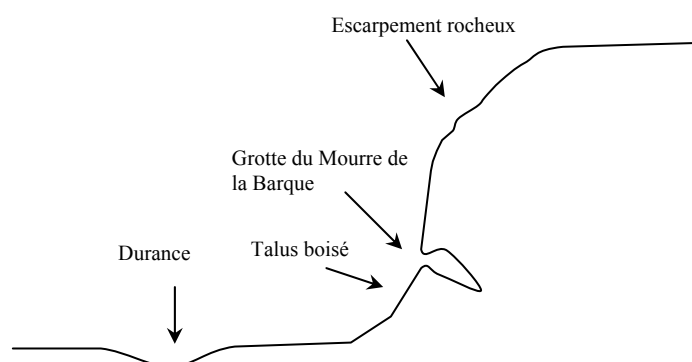 Escarpement rocheux
Grotte du Mourre de
la Barque
Durance
Talus boisé